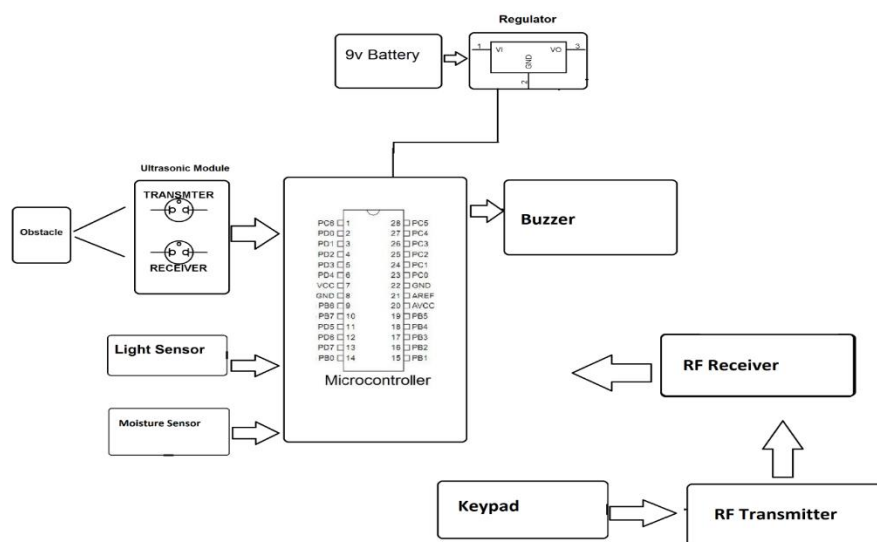 Regulator
9v Battery
1 VI VO 3
GND
2
Ultrasonic Module
TRANSMTER
Obstacle
RECEIVER
Buzzer
PC6 1 28 PC5
PD0 2 27 PC4
PD1 3 26 PC3
PD2 4 25 PC2
PD3 5 24 PC1
PD4 6 23 PC0
VCC 7 22 GND
GND 8 21 AREF
PB6 9 20 AVCC
PB7 10 19 PB5
PD5 11 18 PB4
PD6 12 17 PB3
PD7 13 16 PB2
PB0 14 15 PB1
Microcontroller
Light Sensor
Moisture Sensor
RF Receiver
Keypad
RF Transmitter